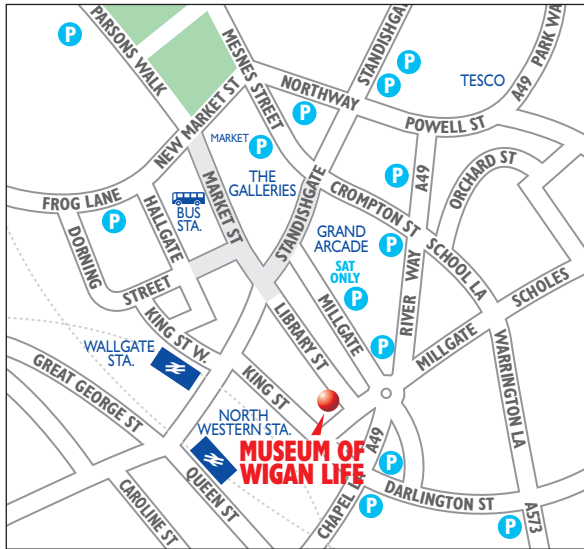 PARSONS WALK
P
MESNES STREET
STANDISHGATE
P
P
TESCO
A49
PARK WAY
NEW MARKET ST
NORTHWAY
P
POWELL ST
MARKET
P
THE
GALLERIES
STANDISHGATE
P
A49
ORCHARD ST
FROG LANE
P
HALLGATE
BUS
STA.
MARKET ST
CROMPTON ST
SCHOOL LA
DORNING
STREET
GRAND
ARCADE
P
SAT
ONLY
P
MILLGATE
P
RIVER WAY
MILLGATE
SCHOLES
WARRINGTON LA
LIBRARY ST
KING ST W.
WALLGATE
STA.
GREAT GEORGE ST
KING ST
NORTH
WESTERN STA.
MUSEUM OF
WIGAN LIFE
A49
P
CHAPEL LA
P
DARLINGTON ST
P
A573
QUEEN ST
CAROLINE ST